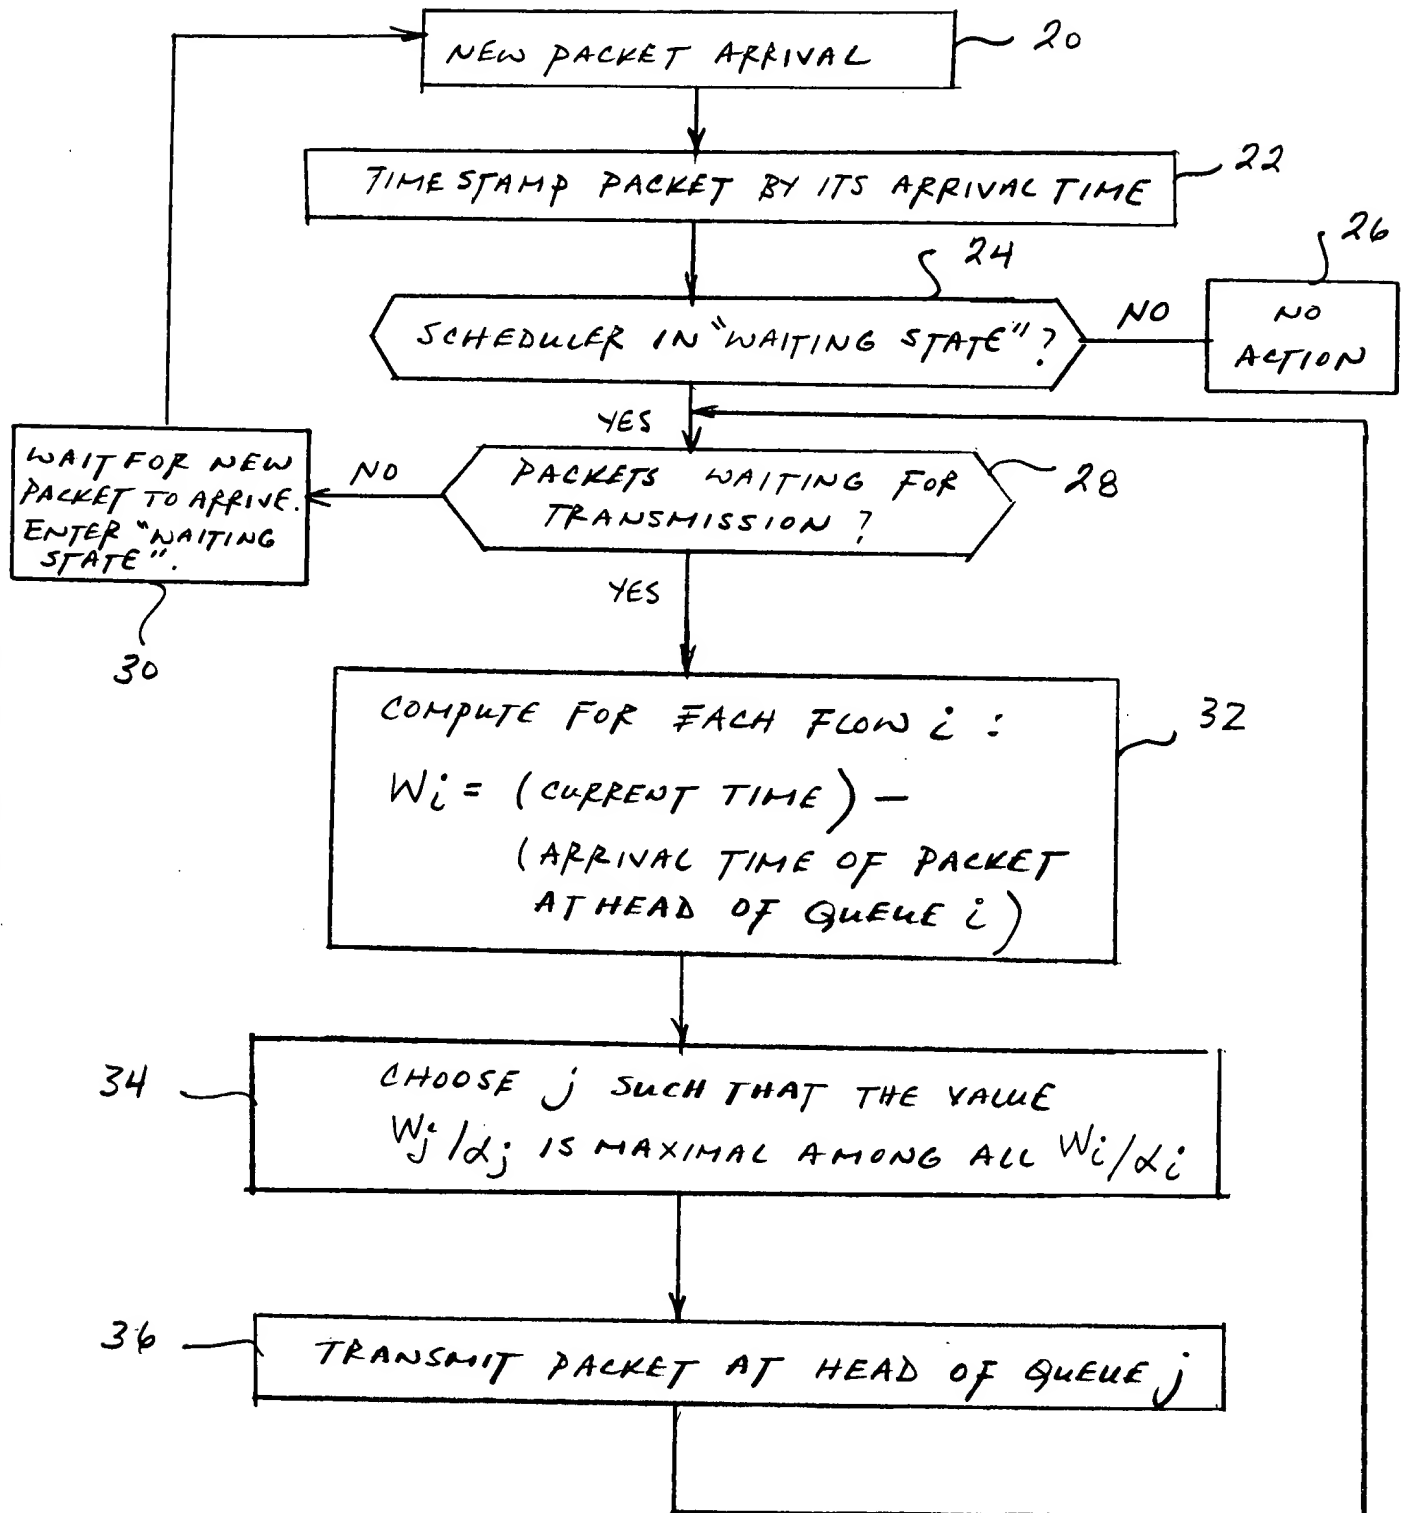 NEW PACKET ARRIVAL
20
TIMESTAMP PACKET BY ITS ARRIVAL TIME
22
24
26
SCHEDULER IN "WAITING STATE"?
NO
NO
ACTION
YES
WAIT FOR NEW
PACKET TO ARRIVE.
ENTER "WAITING
STATE".
NO
PACKETS WAITING FOR
TRANSMISSION?
28
30
YES
COMPUTE FOR EACH FLOW i :
32
Wi = (CURRENT TIME) –
(ARRIVAL TIME OF PACKET
AT HEAD OF QUEUE i)
34
CHOOSE j SUCH THAT THE VALUE
Wj/αj IS MAXIMAL AMONG ALL Wi/αi
36
TRANSMIT PACKET AT HEAD OF QUEUE j